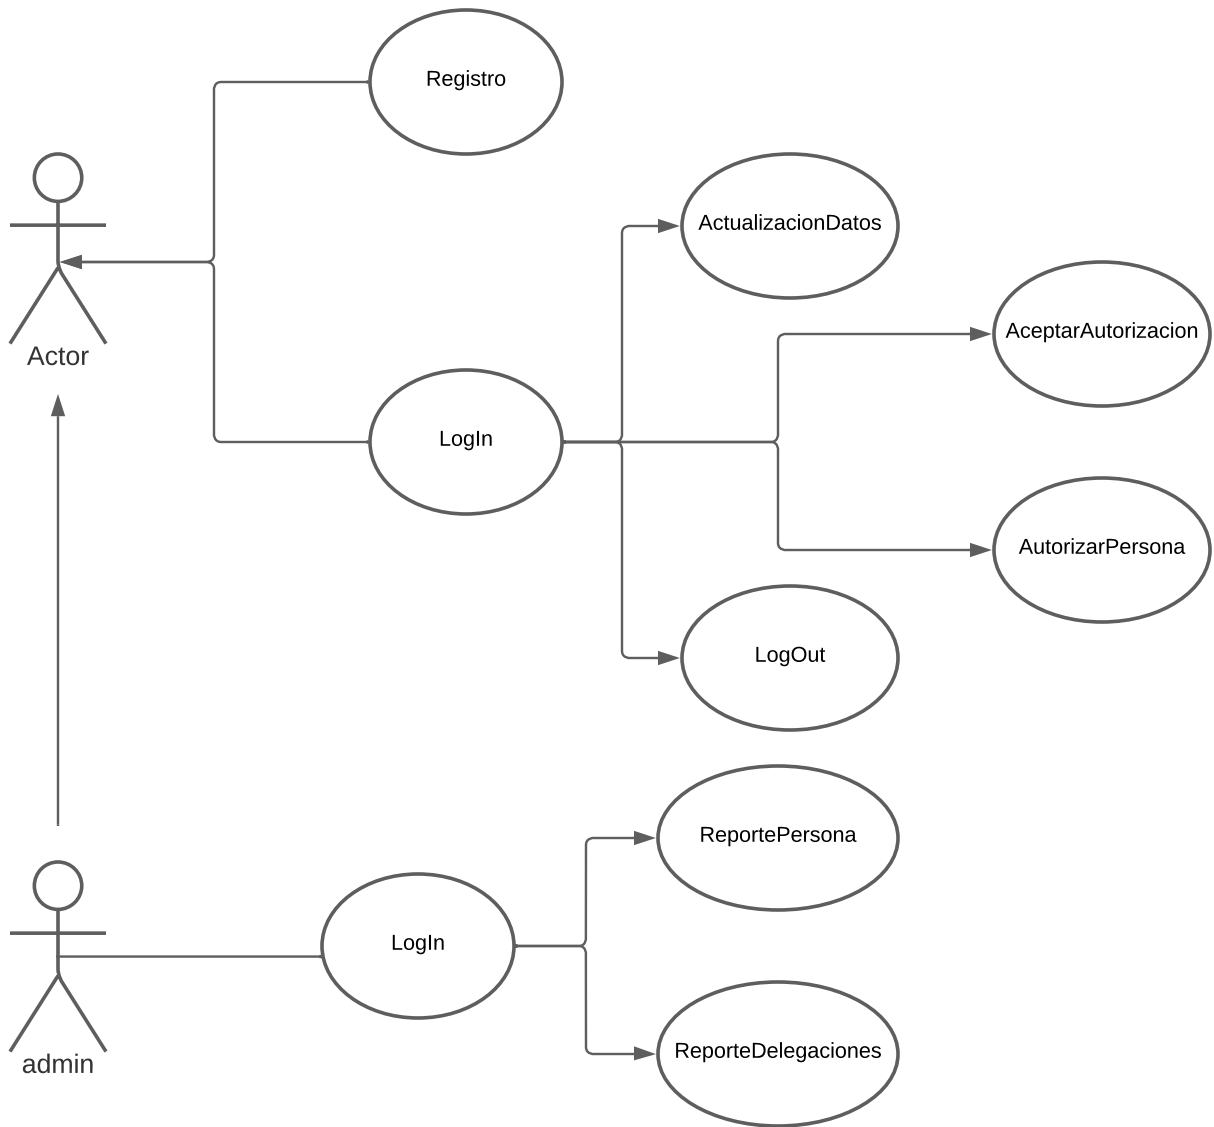 Registro
ActualizacionDatos
AceptarAutorizacion
Actor
LogIn
AutorizarPersona
LogOut
ReportePersona
LogIn
ReporteDelegaciones
admin